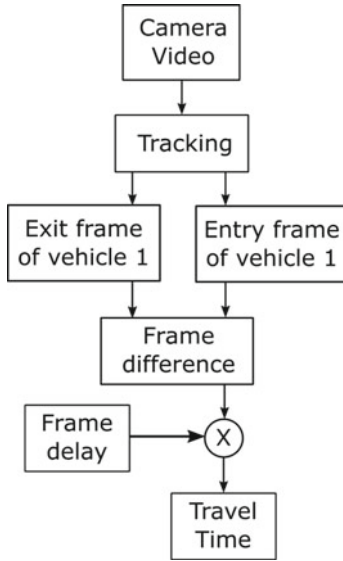 Camera
Video
Tracking
Exit frame
of vehicle 1
Entry frame
of vehicle 1
Frame
difference
Frame
delay
X
Travel
Time